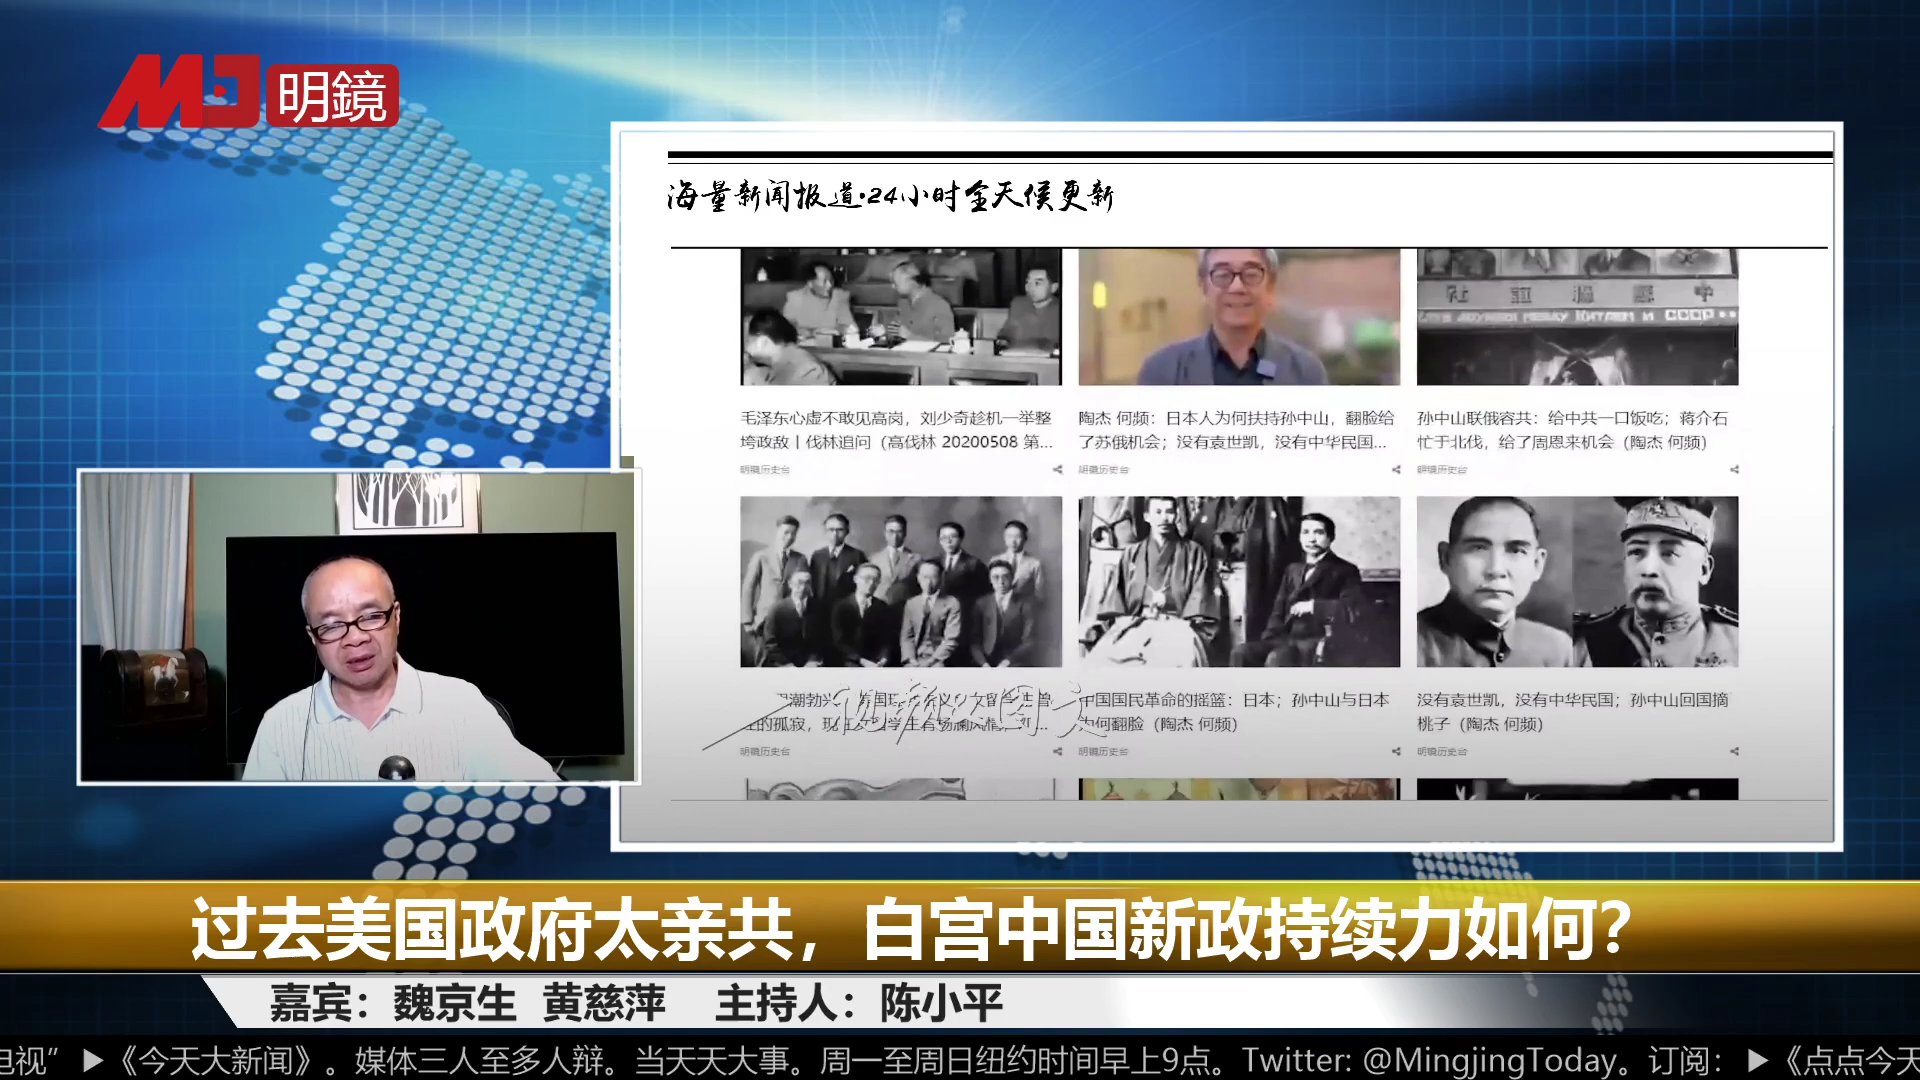 明鏡
海量新闻报道·24小时全天侯更新
毛泽东心虚不敢见高岗，刘少奇趁机一举整
垮政敌丨伐林追问（高伐林 20200508 第...
明镜历史台
陶杰 何频：日本人为何扶持孙中山，翻脸给
了苏俄机会；没有袁世凯，没有中华民国...
明镜历史台
孙中山联俄容共：给中共一口饭吃；蒋介石
忙于北伐，给了周恩来机会（陶杰 何频）
明镜历史台
明镜历史台
中国国民革命的摇篮：日本；孙中山与日本
为何翻脸（陶杰 何频）
明镜历史台
没有袁世凯，没有中华民国；孙中山回国摘
桃子（陶杰 何频）
明镜历史台
过去美国政府太亲共，白宫中国新政持续力如何？
嘉宾：魏京生 黄慈萍 主持人：陈小平
电视”▶《今天大新闻》。媒体三人至多人辩。当天天大事。周一至周日纽约时间早上9点。Twitter: @MingjingToday。订阅：▶《点点今天